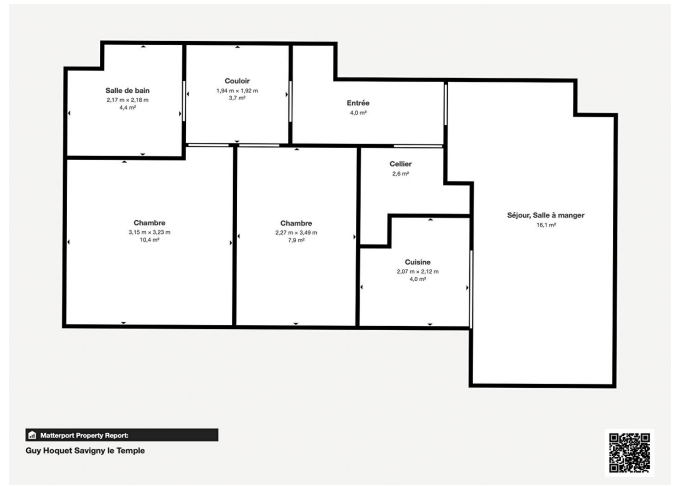 Salle de bain
2,17 m × 2,18 m
4,4 m²
Couloir
1,94 m × 1,92 m
3,7 m²
Entrée
4,0 m²
Cellier
2,6 m²
Séjour, Salle à manger
16,1 m²
Chambre
3,15 m × 3,23 m
10,4 m²
Chambre
2,27 m × 3,49 m
7,9 m²
Cuisine
2,07 m × 2,12 m
4,0 m²
Matterport Property Report:
Guy Hoquet Savigny le Temple